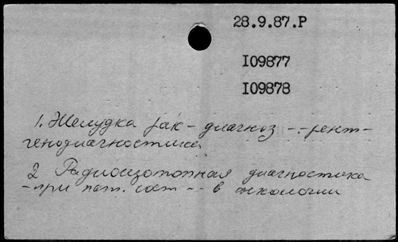 28.9.87.Р
I09877
I09878
1. Желудка рак - диагноз - - рент-
генодиагностика
2. Радиоизотопная диагностика
- при пат. сост - - в онкологии